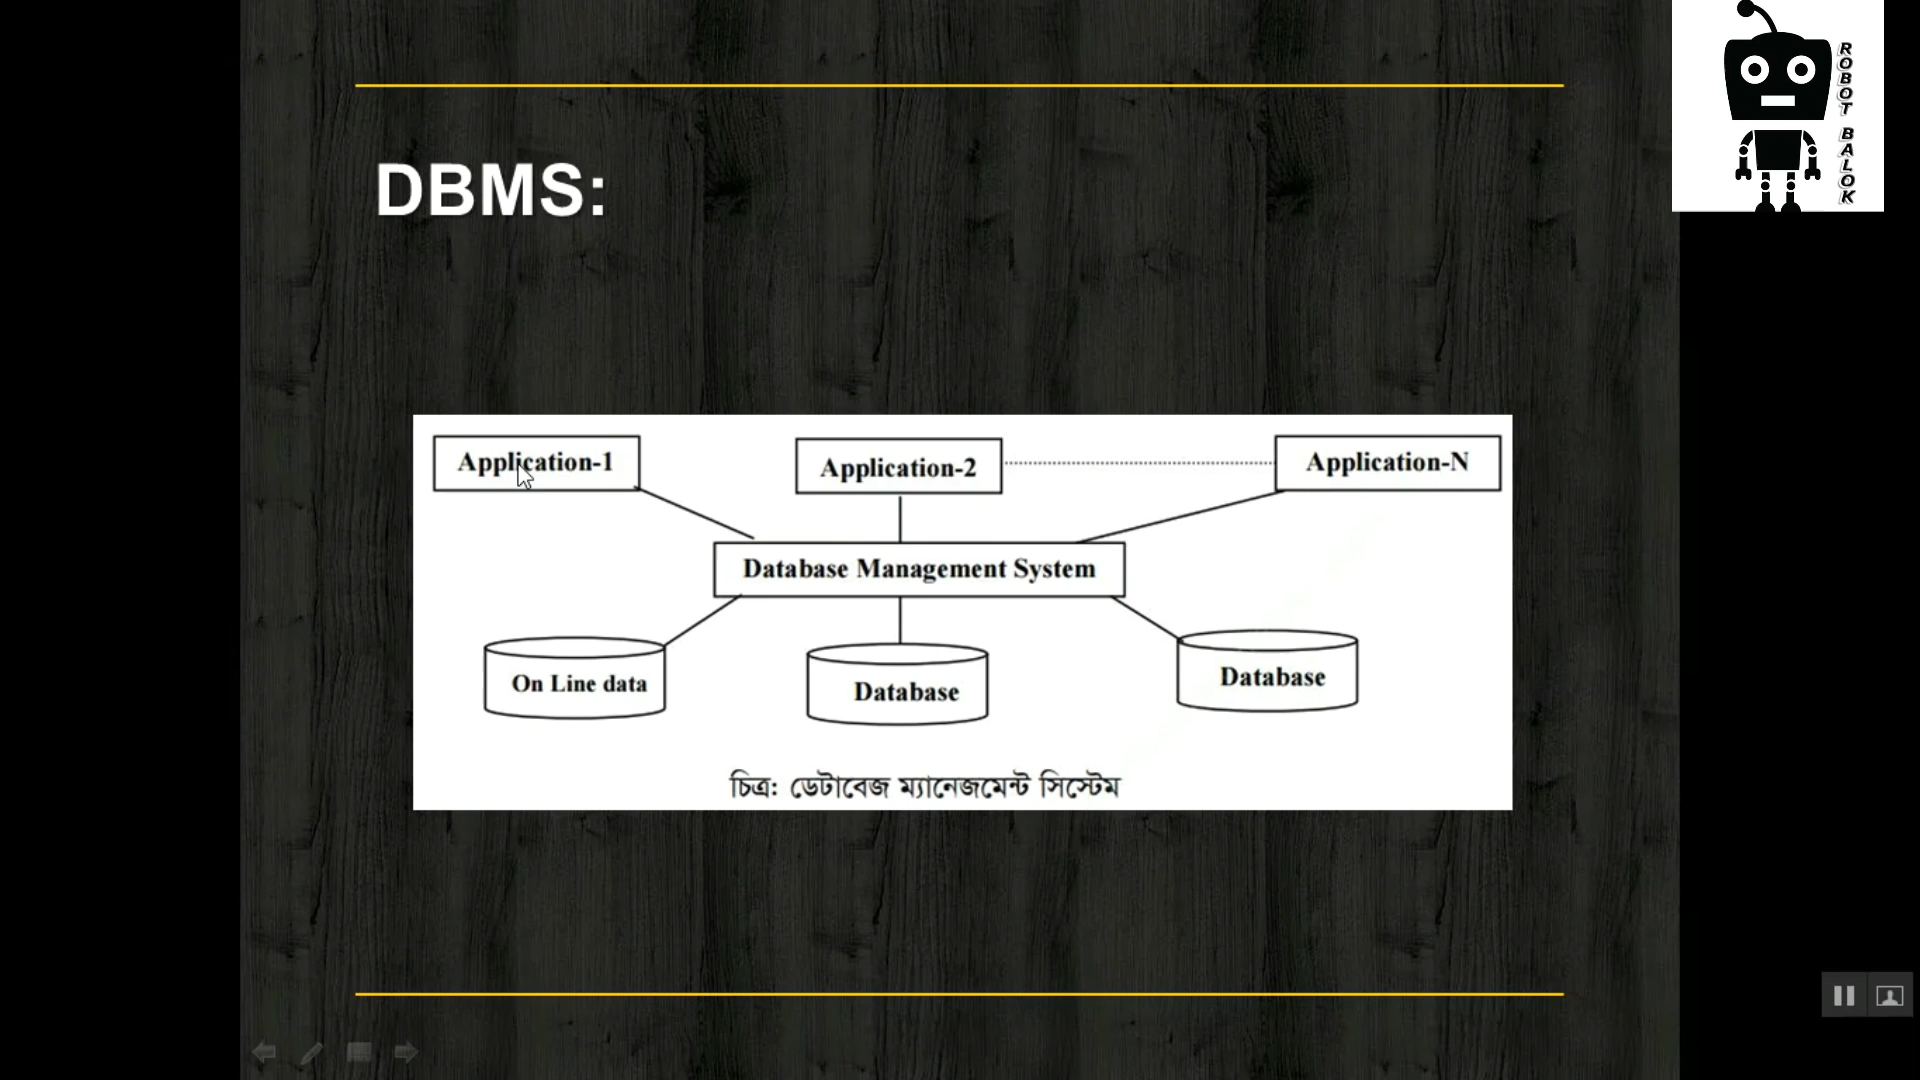 ROBOT BALOK
DBMS:
Application-1
Application-2
Application-N
Database Management System
On Line data
Database
Database
চিত্র: ডেটাবেজ ম্যানেজমেন্ট সিস্টেম